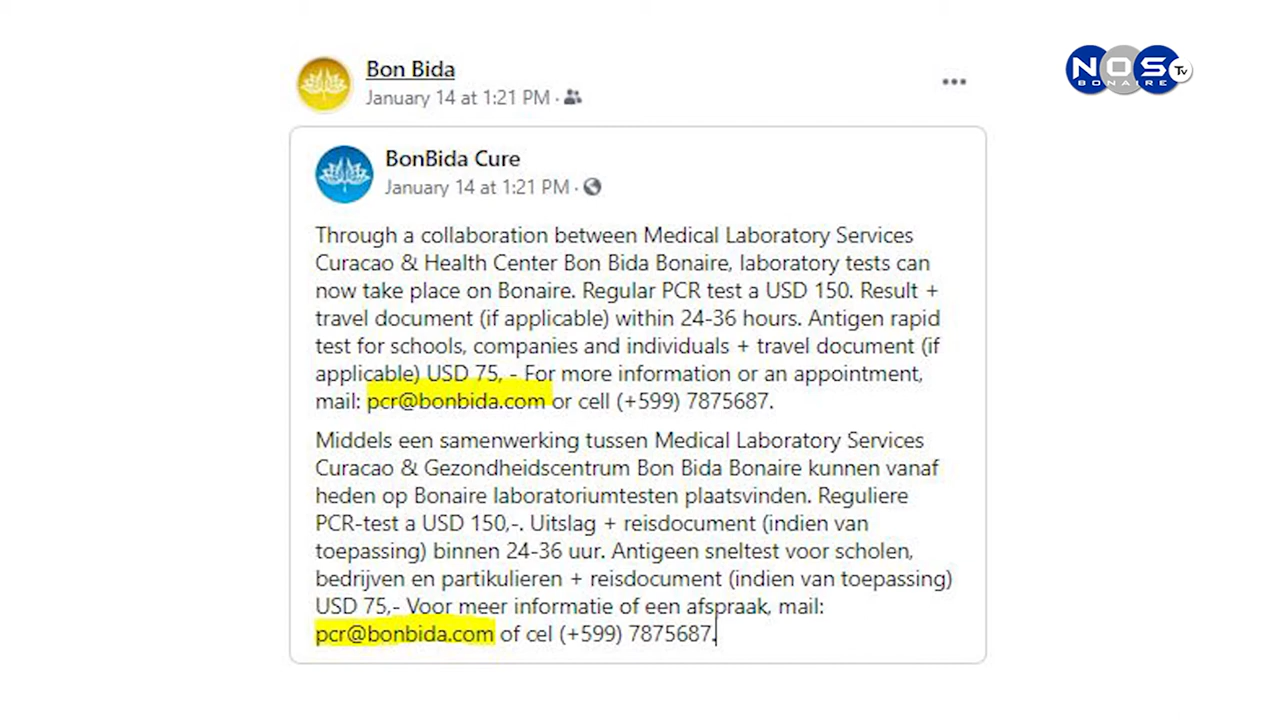 Bon Bida
January 14 at 1:21 PM ·
NOS TV
BONAIRE
BonBida Cure
January 14 at 1:21 PM ·
Through a collaboration between Medical Laboratory Services
Curacao & Health Center Bon Bida Bonaire, laboratory tests can
now take place on Bonaire. Regular PCR test a USD 150. Result +
travel document (if applicable) within 24-36 hours. Antigen rapid
test for schools, companies and individuals + travel document (if
applicable) USD 75, - For more information or an appointment,
mail: pcr@bonbida.com or cell (+599) 7875687.
Middels een samenwerking tussen Medical Laboratory Services
Curacao & Gezondheidscentrum Bon Bida Bonaire kunnen vanaf
heden op Bonaire laboratoriumtesten plaatsvinden. Reguliere
PCR-test a USD 150,-. Uitslag + reisdocument (indien van
toepassing) binnen 24-36 uur. Antigeen sneltest voor scholen,
bedrijven en partikulieren + reisdocument (indien van toepassing)
USD 75,- Voor meer informatie of een afspraak, mail:
pcr@bonbida.com of cel (+599) 7875687.